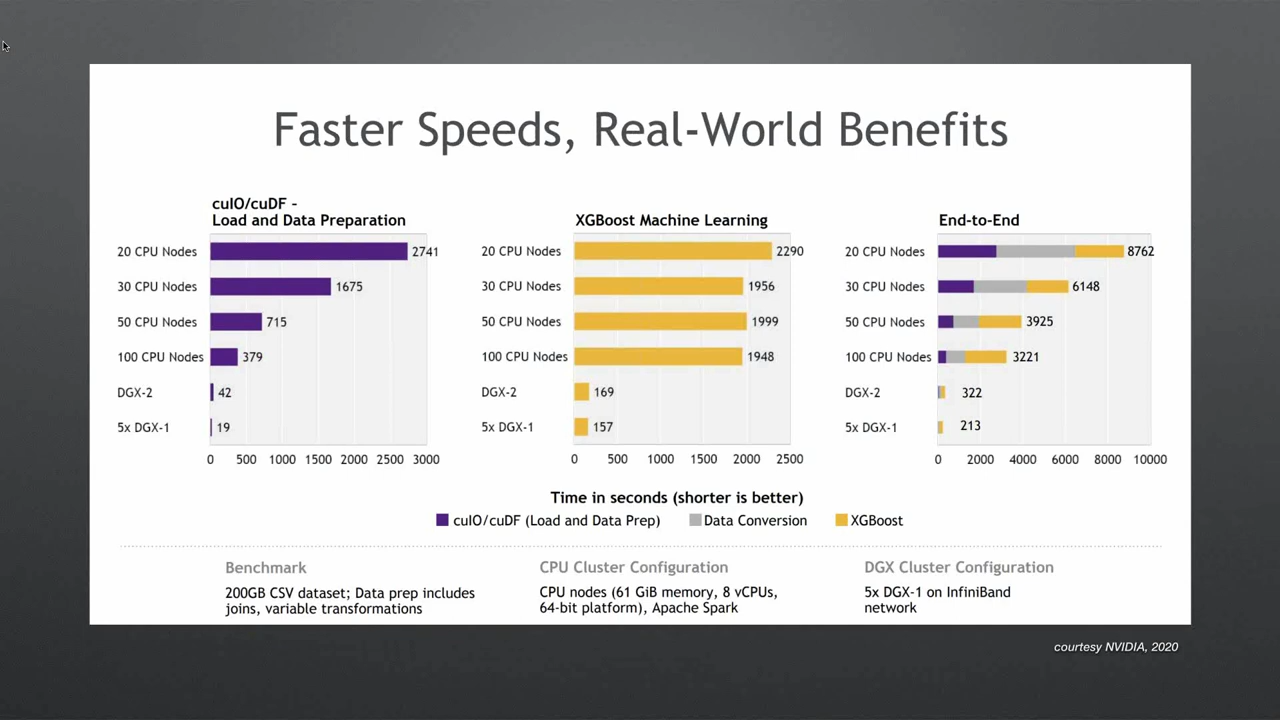 Faster Speeds, Real-World Benefits
cuIO/cuDF –
Load and Data Preparation
20 CPU Nodes 2741
30 CPU Nodes 1675
50 CPU Nodes 715
100 CPU Nodes 379
DGX-2 42
5x DGX-1 19
0 500 1000 1500 2000 2500 3000
XGBoost Machine Learning
20 CPU Nodes 2290
30 CPU Nodes 1956
50 CPU Nodes 1999
100 CPU Nodes 1948
DGX-2 169
5x DGX-1 157
0 500 1000 1500 2000 2500
End-to-End
20 CPU Nodes 8762
30 CPU Nodes 6148
50 CPU Nodes 3925
100 CPU Nodes 3221
DGX-2 322
5x DGX-1 213
0 2000 4000 6000 8000 10000
Time in seconds (shorter is better)
cuIO/cuDF (Load and Data Prep) Data Conversion XGBoost
Benchmark
200GB CSV dataset; Data prep includes
joins, variable transformations
CPU Cluster Configuration
CPU nodes (61 GiB memory, 8 vCPUs,
64-bit platform), Apache Spark
DGX Cluster Configuration
5x DGX-1 on InfiniBand
network
courtesy NVIDIA, 2020